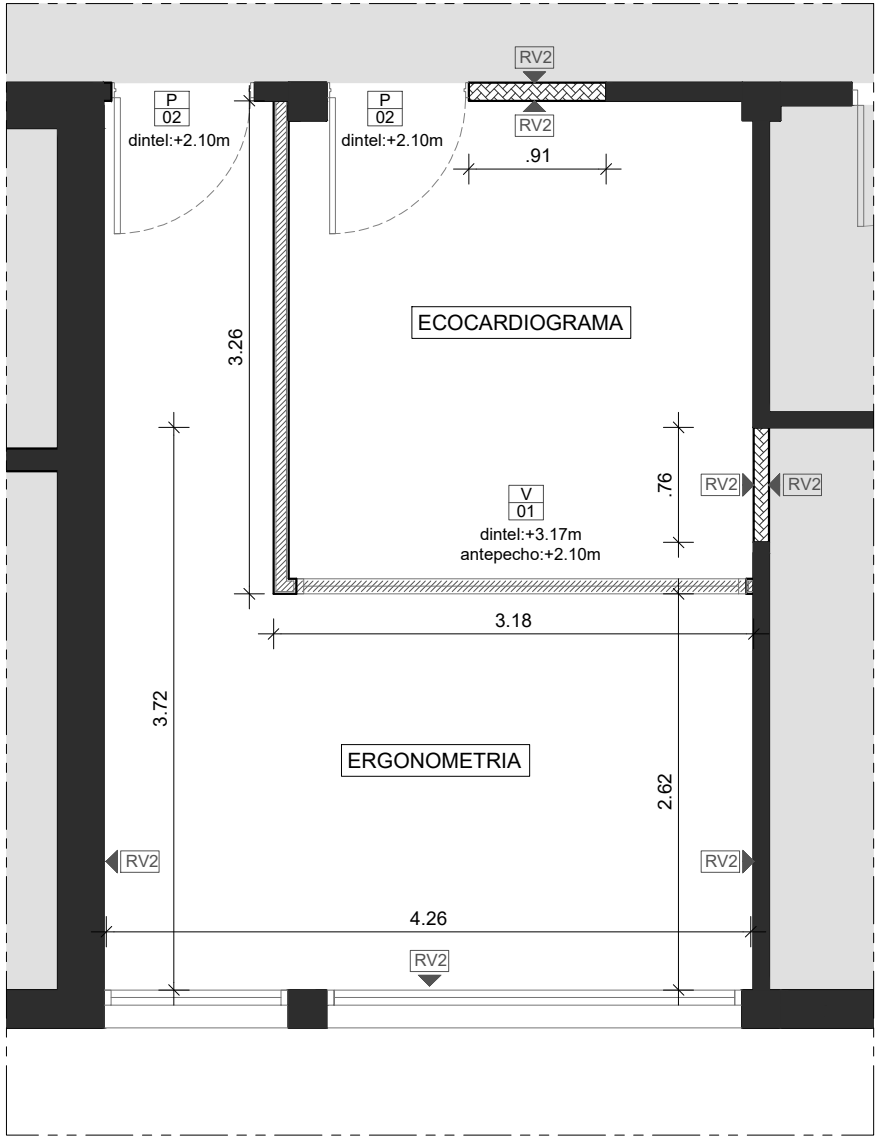 RV2
P
02
dintel:+2.10m
P
02
dintel:+2.10m
RV2
.91
ECOCARDIOGRAMA
3.26
.76
RV2
RV2
V
01
dintel:+3.17m
antepecho:+2.10m
3.18
3.72
ERGONOMETRIA
2.62
RV2
RV2
4.26
RV2